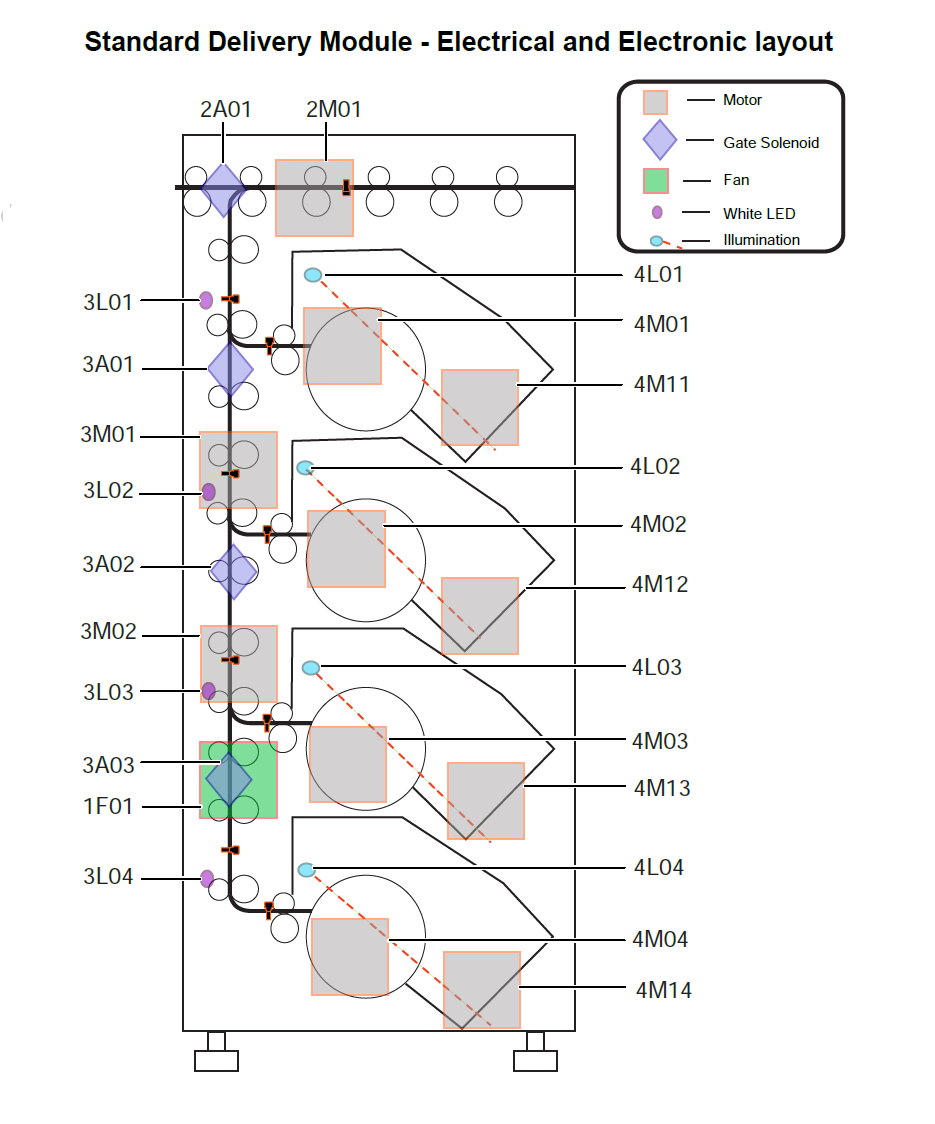 Standard Delivery Module - Electrical and Electronic layout
2A01
2M01
Motor
Gate Solenoid
Fan
White LED
Illumination
4L01
3L01
4M01
3A01
4M11
3M01
4L02
3L02
4M02
3A02
4M12
3M02
4L03
3L03
4M03
3A03
4M13
1F01
4L04
3L04
4M04
4M14